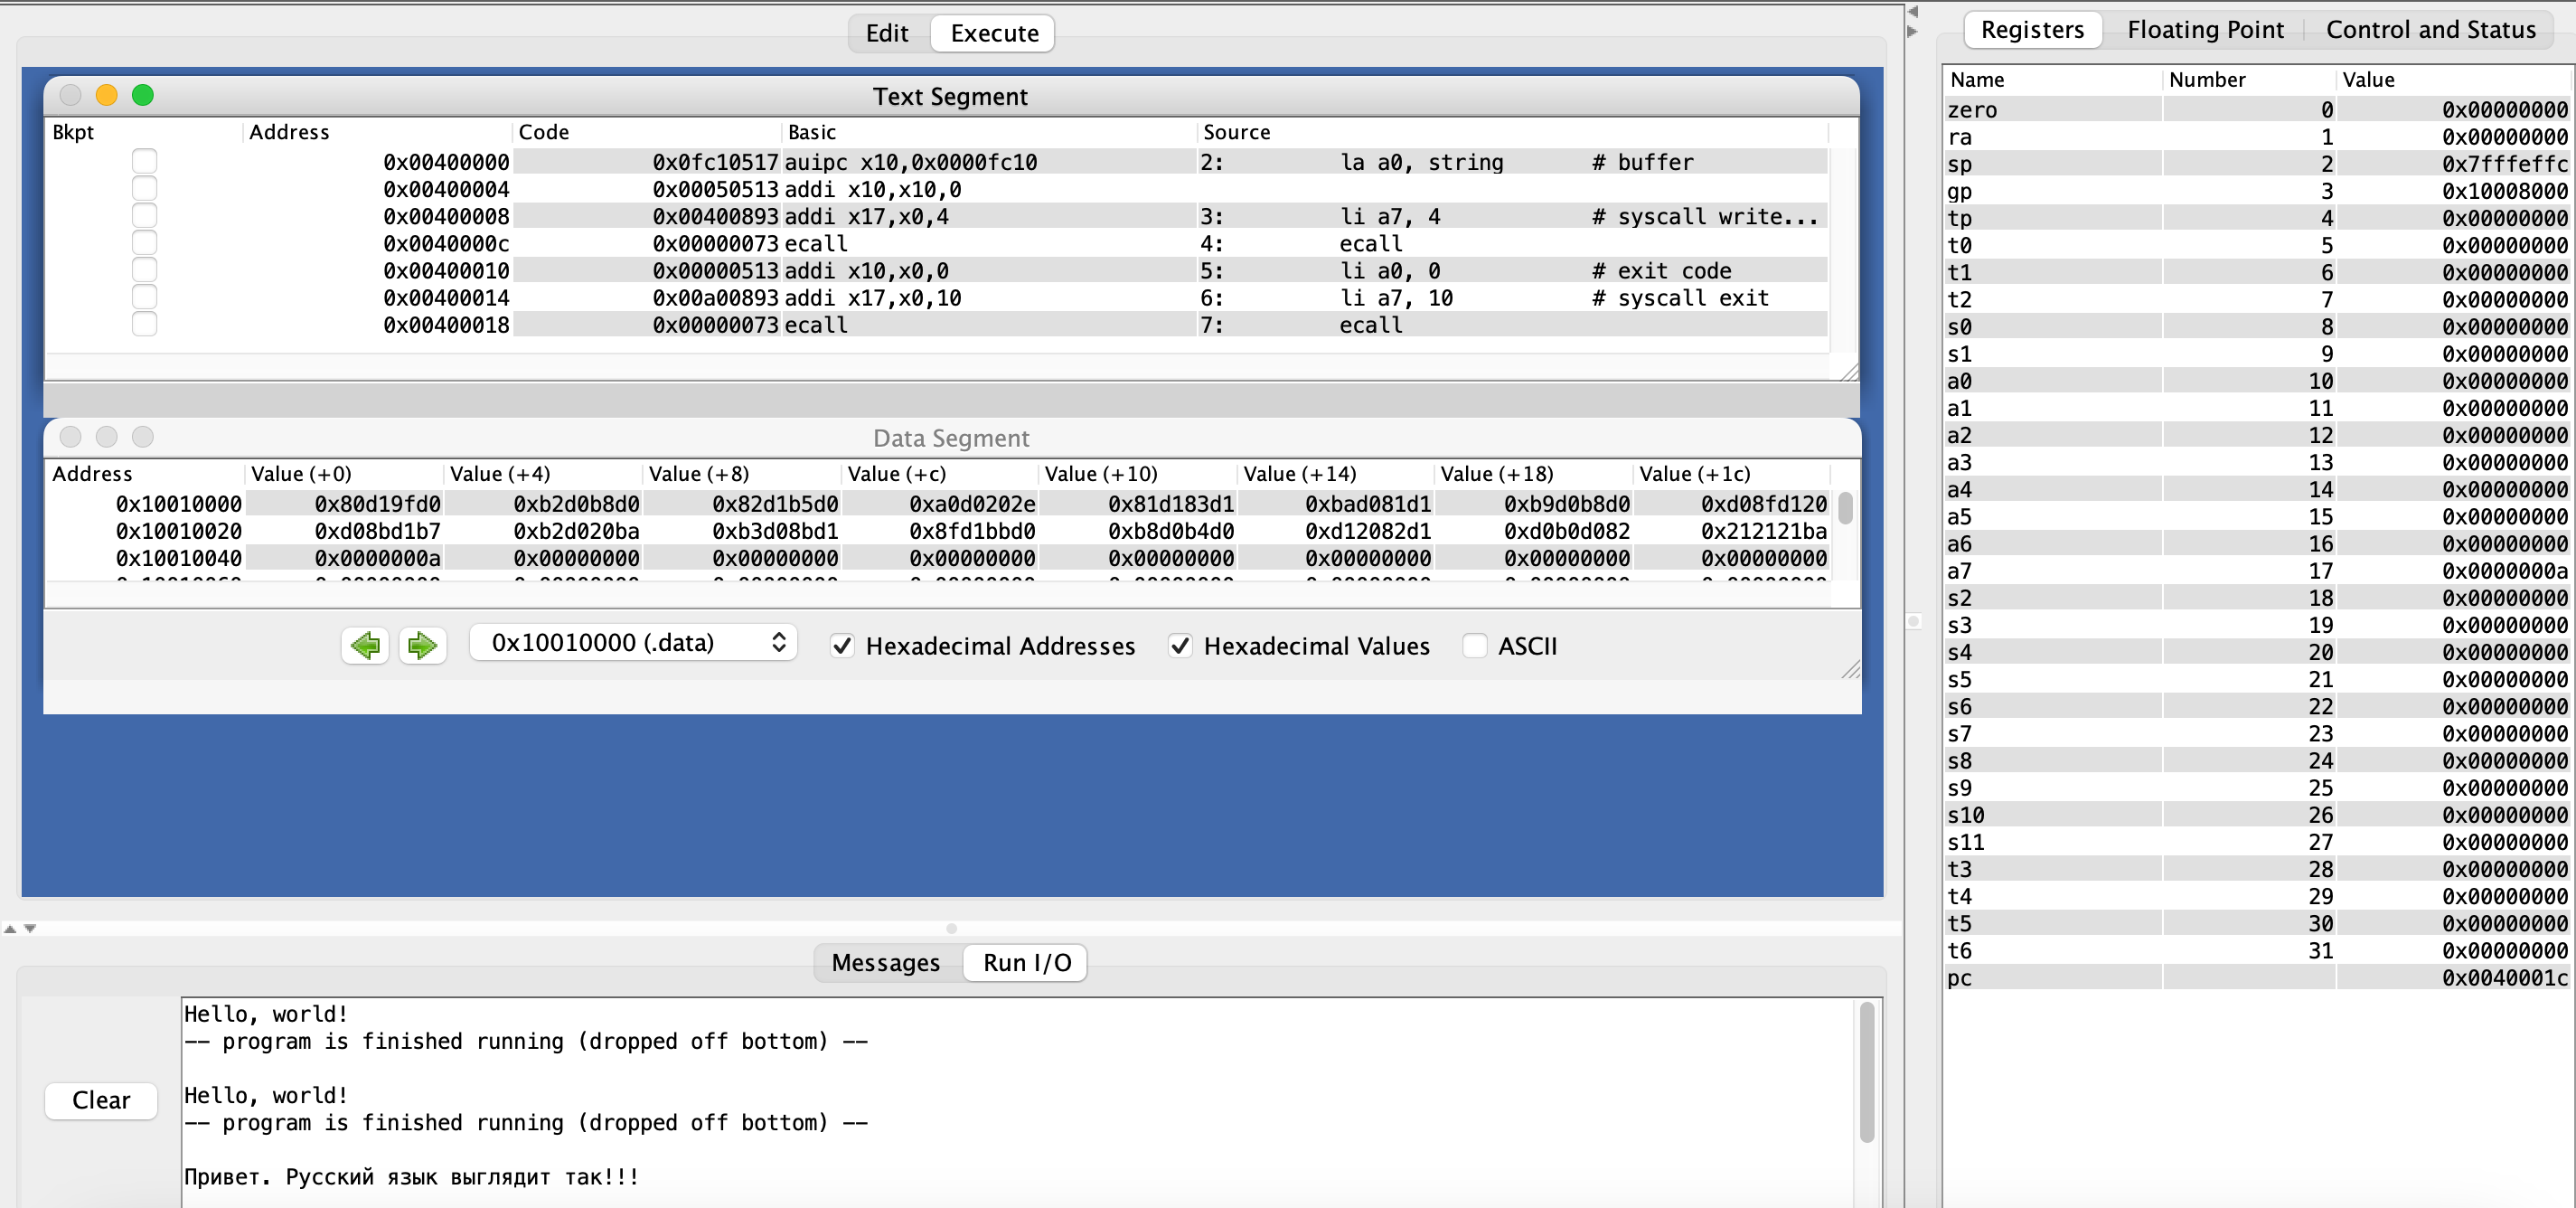 Edit Execute
Text Segment
Bkpt Address Code Basic Source
0x00400000 0x0fc10517 auipc x10,0x0000fc10 2: la a0, string # buffer
0x00400004 0x00050513 addi x10,x10,0
0x00400008 0x00400893 addi x17,x0,4 3: li a7, 4 # syscall write...
0x0040000c 0x00000073 ecall 4: ecall
0x00400010 0x00000513 addi x10,x0,0 5: li a0, 0 # exit code
0x00400014 0x00a00893 addi x17,x0,10 6: li a7, 10 # syscall exit
0x00400018 0x00000073 ecall 7: ecall
Data Segment
Address Value (+0) Value (+4) Value (+8) Value (+c) Value (+10) Value (+14) Value (+18) Value (+1c)
0x10010000 0x80d19fd0 0xb2d0b8d0 0x82d1b5d0 0xa0d0202e 0x81d183d1 0xbad081d1 0xb9d0b8d0 0xd08fd120
0x10010020 0xd08bd1b7 0xb2d020ba 0xb3d08bd1 0x8fd1bbd0 0xb8d0b4d0 0xd12082d1 0xd0b0d082 0x212121ba
0x10010040 0x0000000a 0x00000000 0x00000000 0x00000000 0x00000000 0x00000000 0x00000000 0x00000000
0x10010000 (.data) Hexadecimal Addresses Hexadecimal Values ASCII
Messages Run I/O
Clear
Hello, world!
-- program is finished running (dropped off bottom) --
Hello, world!
-- program is finished running (dropped off bottom) --
Привет. Русский язык выглядит так!!!
Registers Floating Point Control and Status
Name Number Value
zero 0 0x00000000
ra 1 0x00000000
sp 2 0x7fffeffc
gp 3 0x10008000
tp 4 0x00000000
t0 5 0x00000000
t1 6 0x00000000
t2 7 0x00000000
s0 8 0x00000000
s1 9 0x00000000
a0 10 0x00000000
a1 11 0x00000000
a2 12 0x00000000
a3 13 0x00000000
a4 14 0x00000000
a5 15 0x00000000
a6 16 0x00000000
a7 17 0x0000000a
s2 18 0x00000000
s3 19 0x00000000
s4 20 0x00000000
s5 21 0x00000000
s6 22 0x00000000
s7 23 0x00000000
s8 24 0x00000000
s9 25 0x00000000
s10 26 0x00000000
s11 27 0x00000000
t3 28 0x00000000
t4 29 0x00000000
t5 30 0x00000000
t6 31 0x00000000
pc 0x0040001c